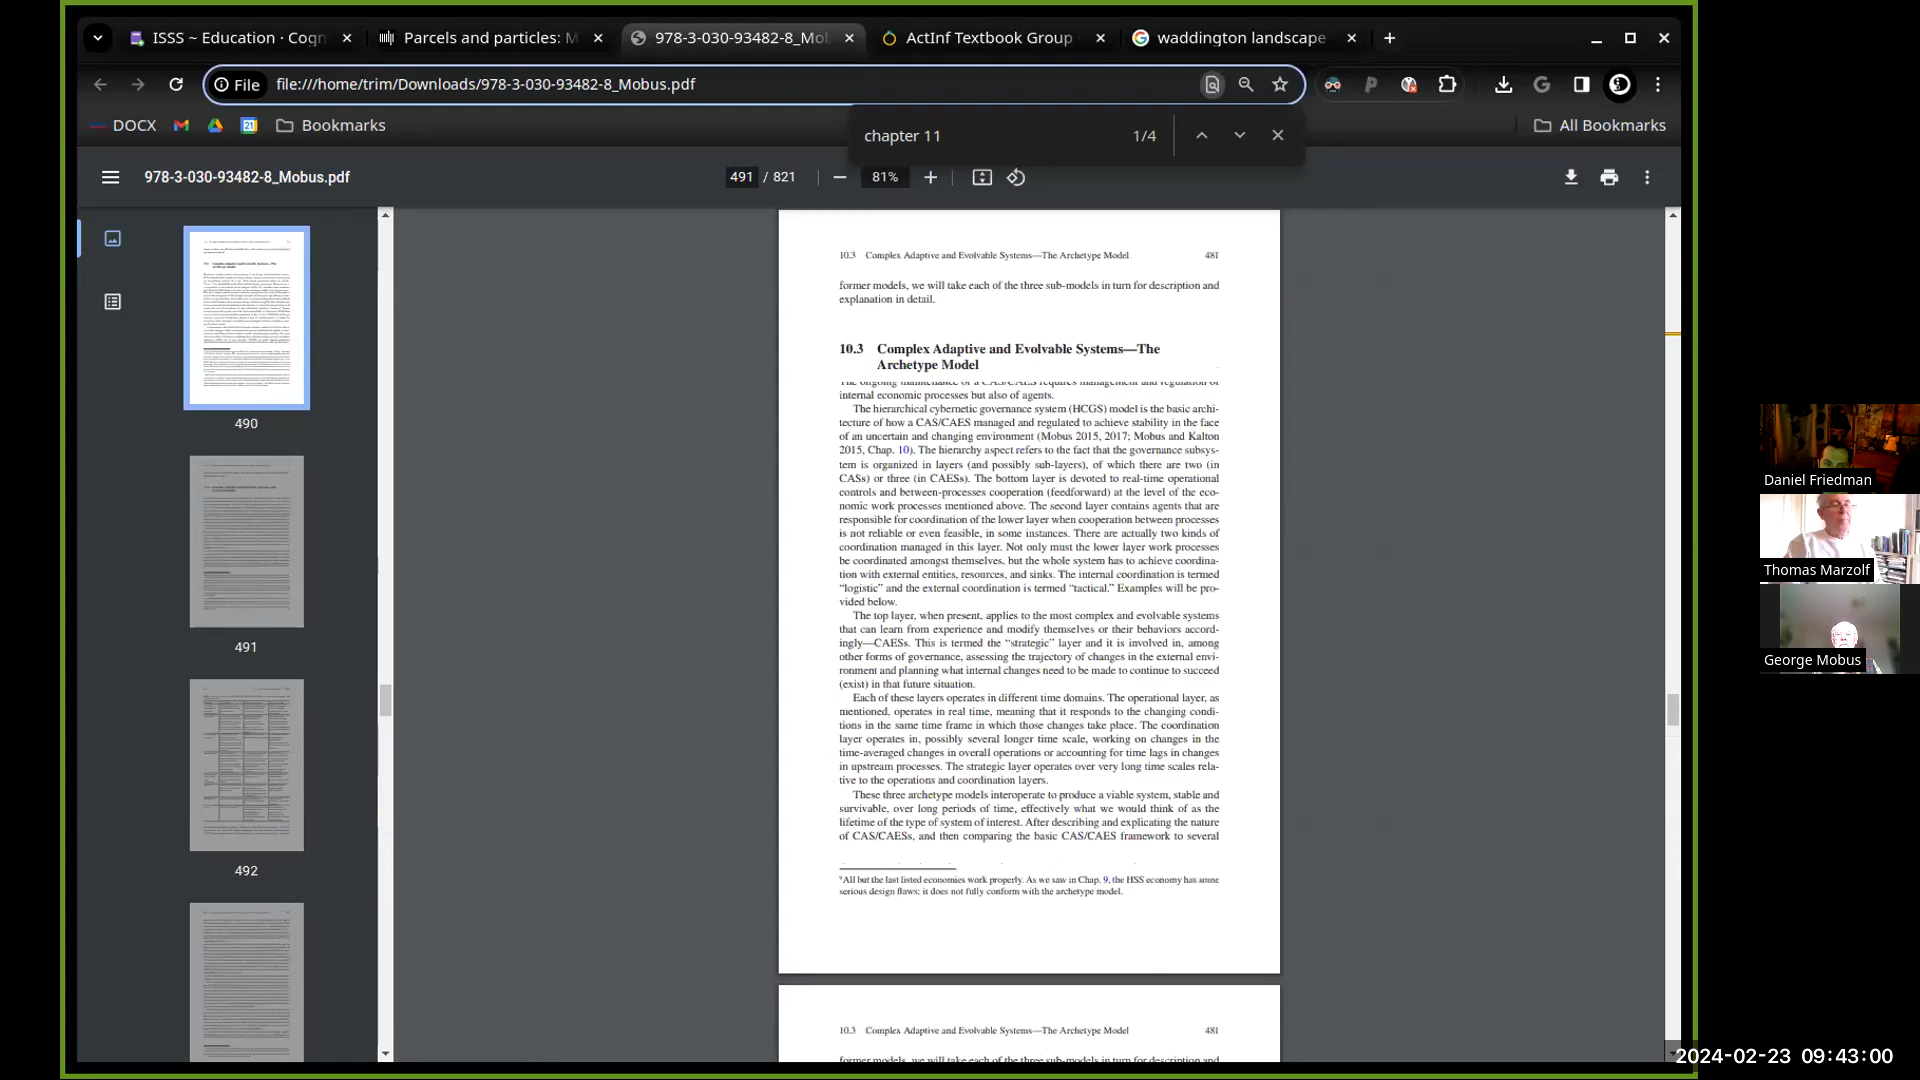 ISSS ~ Education · Cogn
Parcels and particles: M
978-3-030-93482-8_Mob
ActInf Textbook Group
waddington landscape
File
file:///home/trim/Downloads/978-3-030-93482-8_Mobus.pdf
DOCX
Bookmarks
All Bookmarks
chapter 11
1/4
978-3-030-93482-8_Mobus.pdf
491 / 821
81%
490
491
492
10.3 Complex Adaptive and Evolvable Systems—The Archetype Model 481
former models, we will take each of the three sub-models in turn for description and
explanation in detail.
10.3 Complex Adaptive and Evolvable Systems—The
Archetype Model
The ongoing maintenance of a CAS/CAES requires management and regulation of
internal economic processes but also of agents.
The hierarchical cybernetic governance system (HCGS) model is the basic archi-
tecture of how a CAS/CAES managed and regulated to achieve stability in the face
of an uncertain and changing environment (Mobus 2015, 2017; Mobus and Kalton
2015, Chap. 10). The hierarchy aspect refers to the fact that the governance subsys-
tem is organized in layers (and possibly sub-layers), of which there are two (in
CASs) or three (in CAESs). The bottom layer is devoted to real-time operational
controls and between-processes cooperation (feedforward) at the level of the eco-
nomic work processes mentioned above. The second layer contains agents that are
responsible for coordination of the lower layer when cooperation between processes
is not reliable or even feasible, in some instances. There are actually two kinds of
coordination managed in this layer. Not only must the lower layer work processes
be coordinated amongst themselves, but the whole system has to achieve coordina-
tion with external entities, resources, and sinks. The internal coordination is termed
“logistic” and the external coordination is termed “tactical.” Examples will be pro-
vided below.
The top layer, when present, applies to the most complex and evolvable systems
that can learn from experience and modify themselves or their behaviors accord-
ingly—CAESs. This is termed the “strategic” layer and it is involved in, among
other forms of governance, assessing the trajectory of changes in the external envi-
ronment and planning what internal changes need to be made to continue to succeed
(exist) in that future situation.
Each of these layers operates in different time domains. The operational layer, as
mentioned, operates in real time, meaning that it responds to the changing condi-
tions in the same time frame in which those changes take place. The coordination
layer operates in, possibly several longer time scale, working on changes in the
time-averaged changes in overall operations or accounting for time lags in changes
in upstream processes. The strategic layer operates over very long time scales rela-
tive to the operations and coordination layers.
These three archetype models interoperate to produce a viable system, stable and
survivable, over long periods of time, effectively what we would think of as the
lifetime of the type of system of interest. After describing and explicating the nature
of CAS/CAESs, and then comparing the basic CAS/CAES framework to several
⁹All but the last listed economies work properly. As we saw in Chap. 9, the HSS economy has some
serious design flaws; it does not fully conform with the archetype model.
10.3 Complex Adaptive and Evolvable Systems—The Archetype Model 481
former models, we will take each of the three sub-models in turn for description and
Daniel Friedman
Thomas Marzolf
George Mobus
2024-02-23 09:43:00